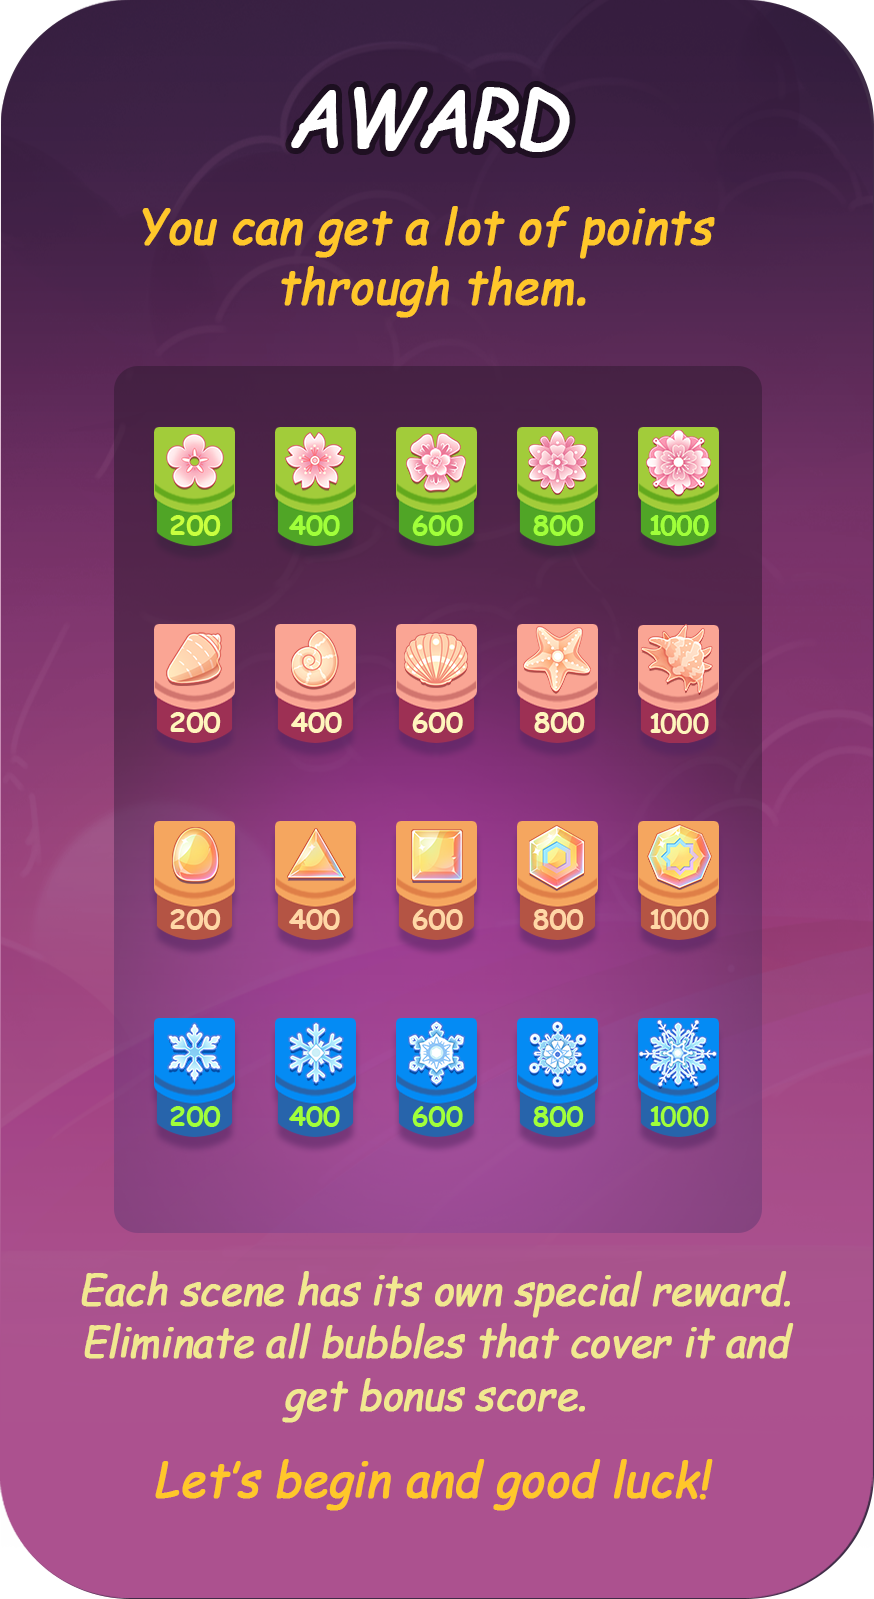 AWARD
You can get a lot of points
through them.
200 400 600 800 1000
200 400 600 800 1000
200 400 600 800 1000
200 400 600 800 1000
Each scene has its own special reward.
Eliminate all bubbles that cover it and
get bonus score.
Let's begin and good luck!